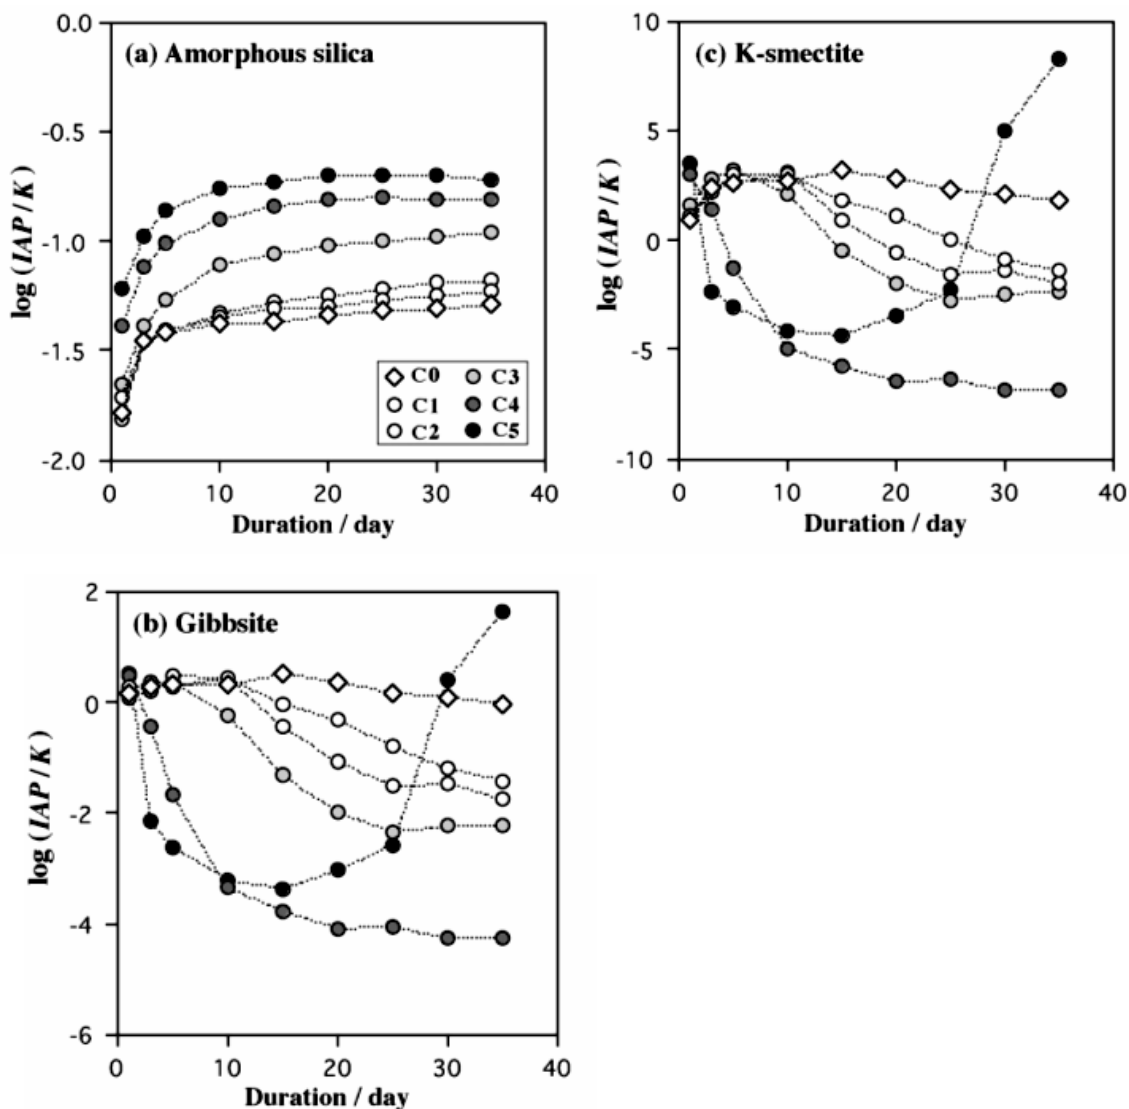 (a) Amorphous silica
log (IAP / K)
0.0
-0.5
-1.0
-1.5
-2.0
C0 C3
C1 C4
C2 C5
0 10 20 30 40
Duration / day
(c) K-smectite
log (IAP / K)
10
5
0
-5
-10
0 10 20 30 40
Duration / day
(b) Gibbsite
log (IAP / K)
2
0
-2
-4
-6
0 10 20 30 40
Duration / day